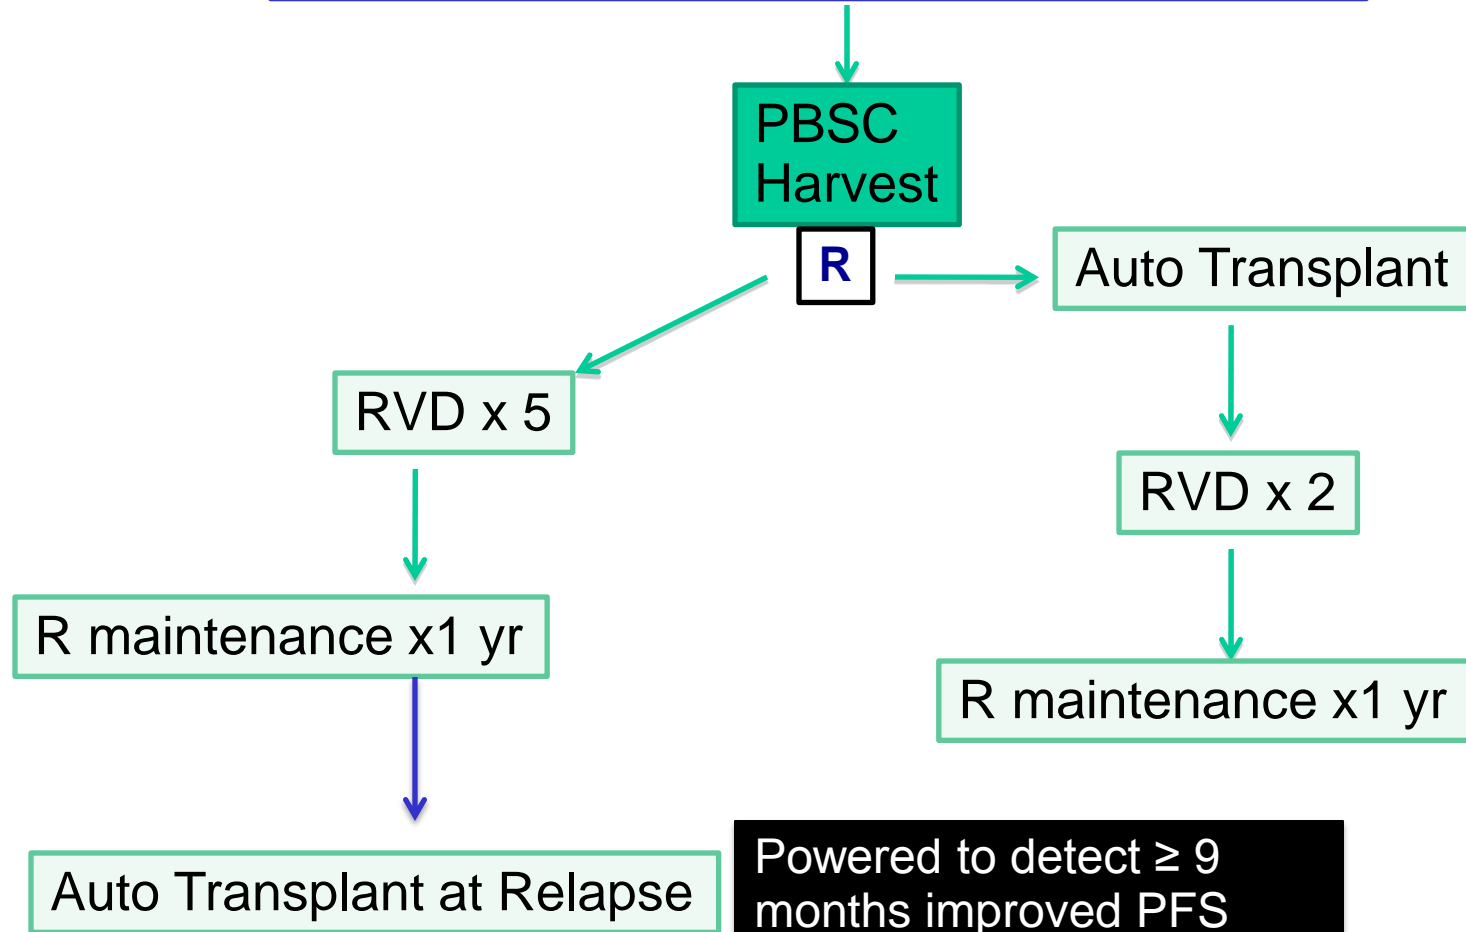 PBSC
Harvest
R
Auto Transplant
RVD x 5
RVD x 2
R maintenance x1 yr
R maintenance x1 yr
Auto Transplant at Relapse
Powered to detect ≥ 9
months improved PFS